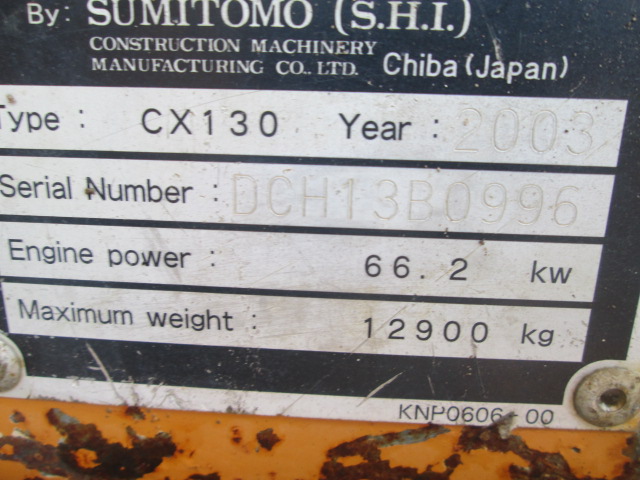 By: SUMITOMO (S.H.I.)
CONSTRUCTION MACHINERY
MANUFACTURING CO., LTD. Chiba (Japan)
Type : CX130 Year : 2003
Serial Number : DCH13B0996
Engine power : 66.2 kw
Maximum weight : 12900 kg
KNP0606-00